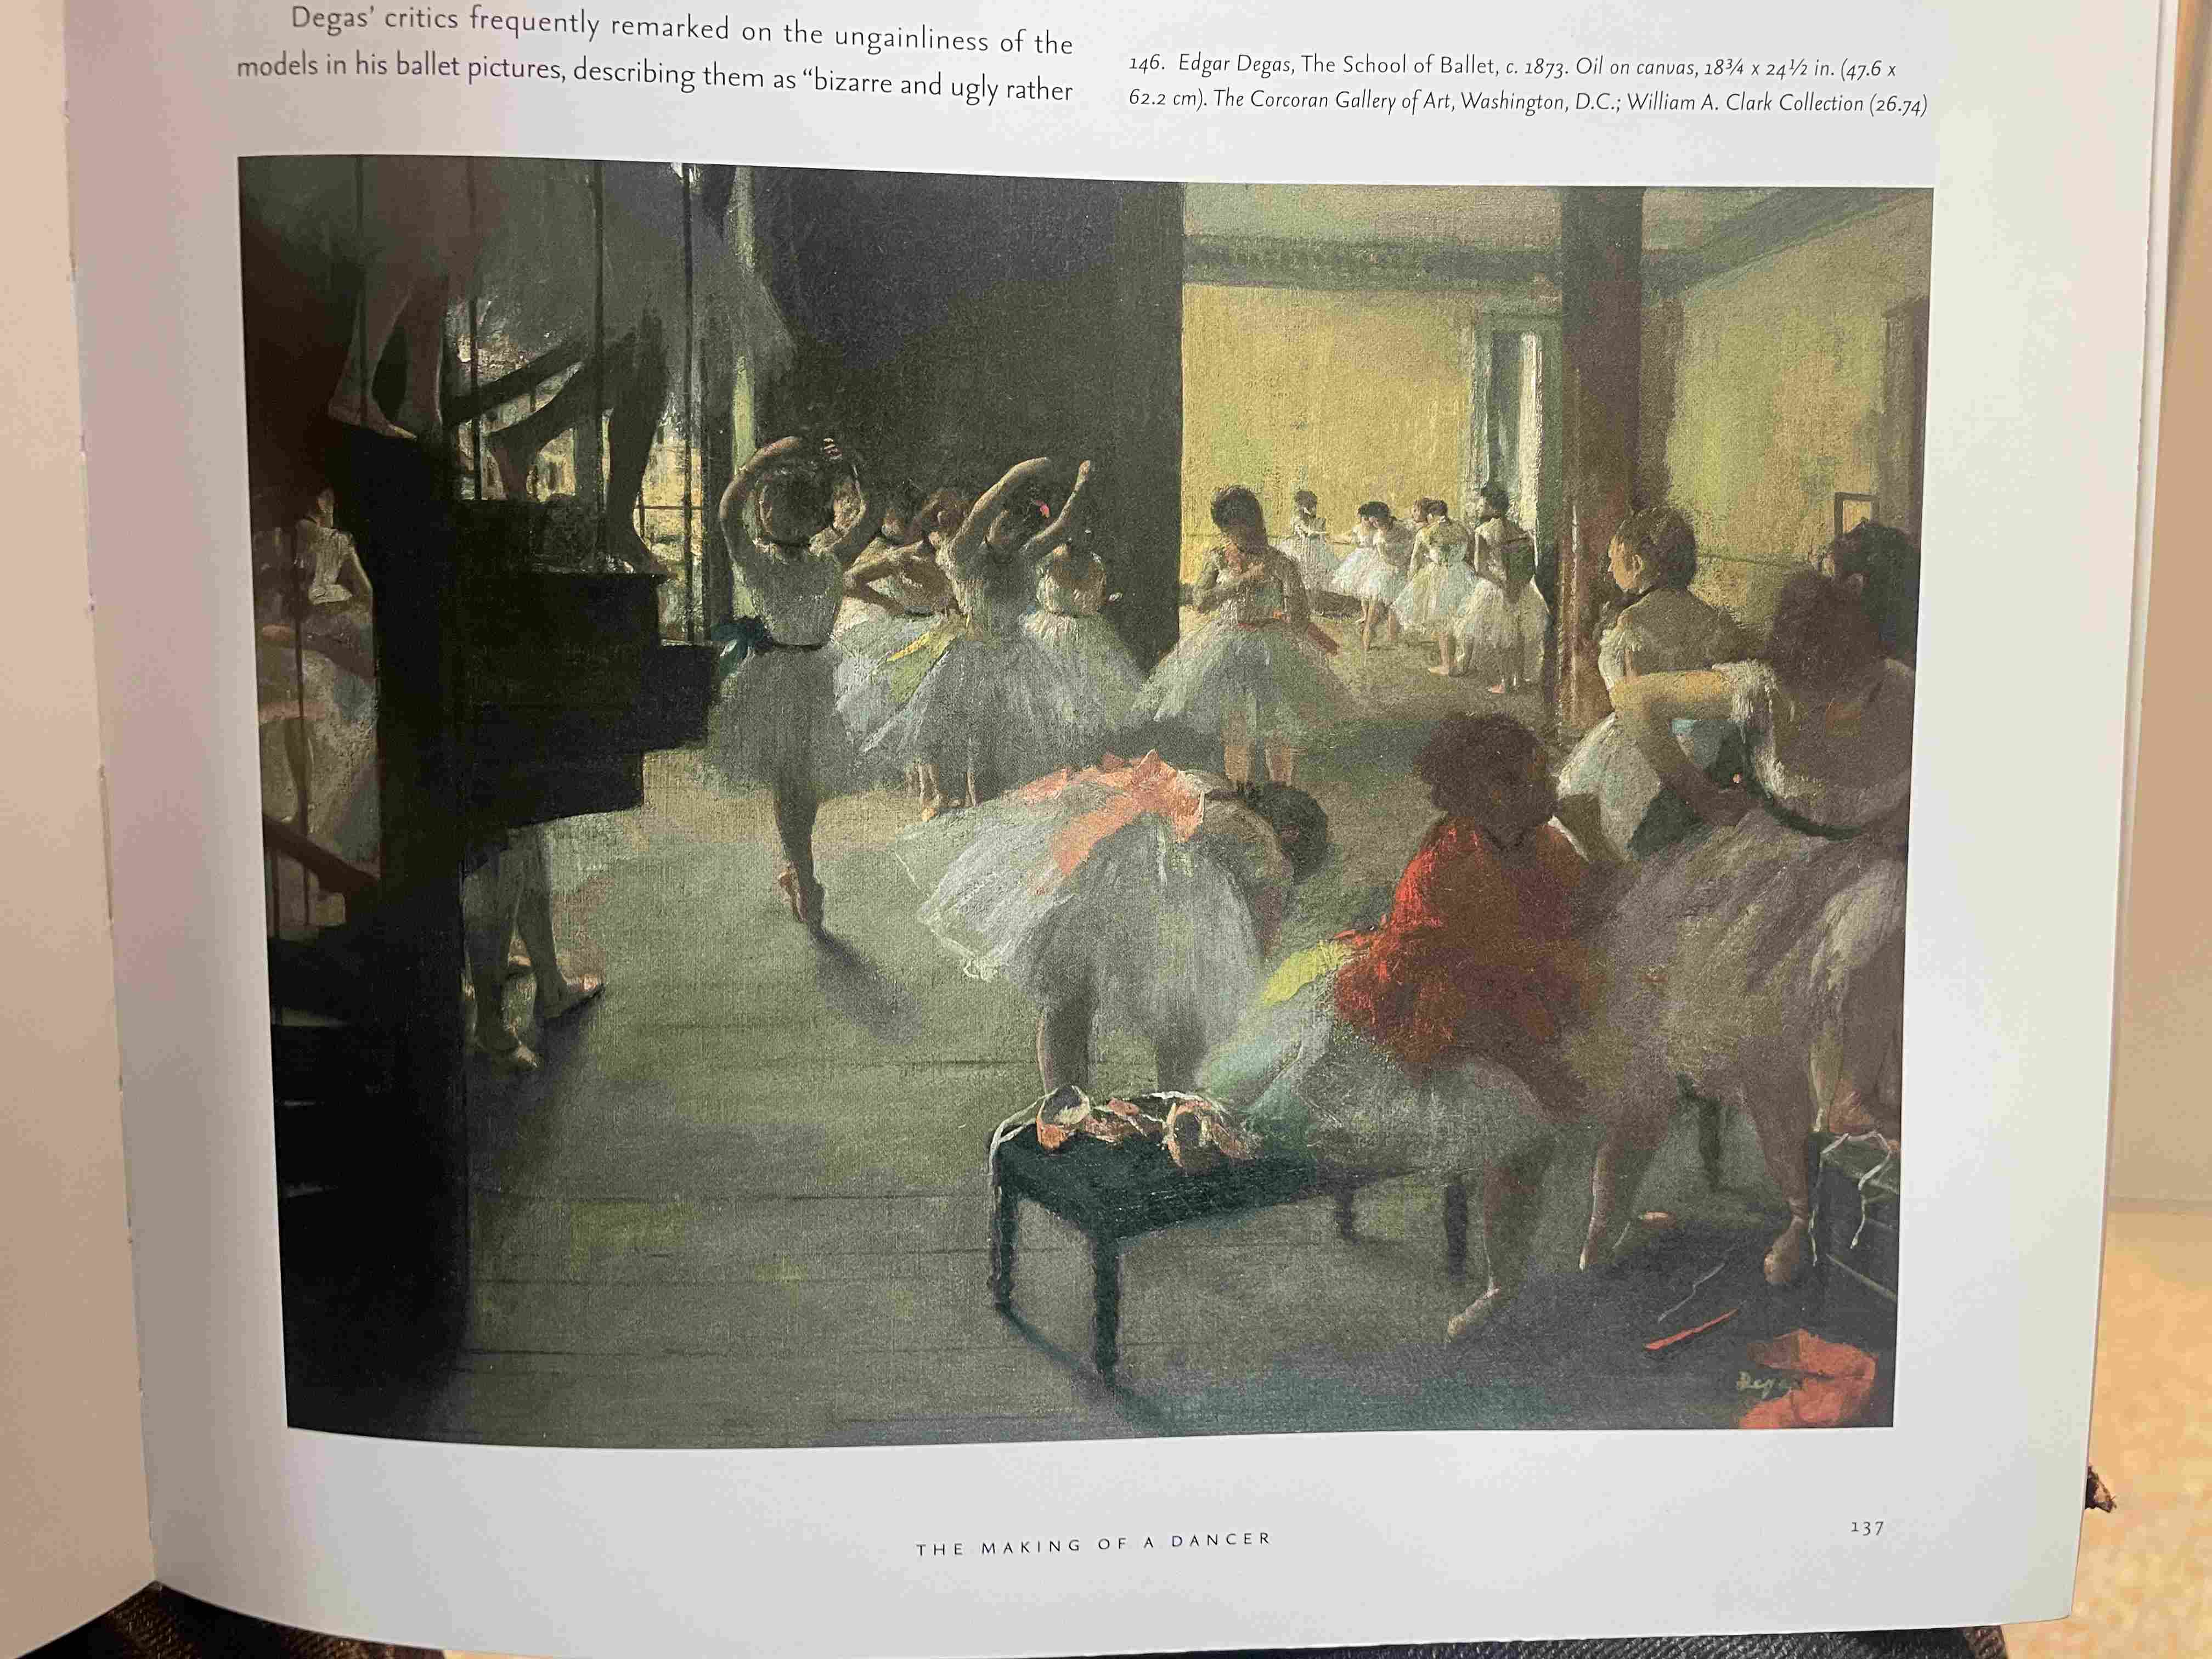 Degas’ critics frequently remarked on the ungainliness of the
models in his ballet pictures, describing them as “bizarre and ugly rather
146. Edgar Degas, The School of Ballet, c. 1873. Oil on canvas, 18¾ x 24½ in. (47.6 x
62.2 cm). The Corcoran Gallery of Art, Washington, D.C.; William A. Clark Collection (26.74)
Degas
THE MAKING OF A DANCER
137